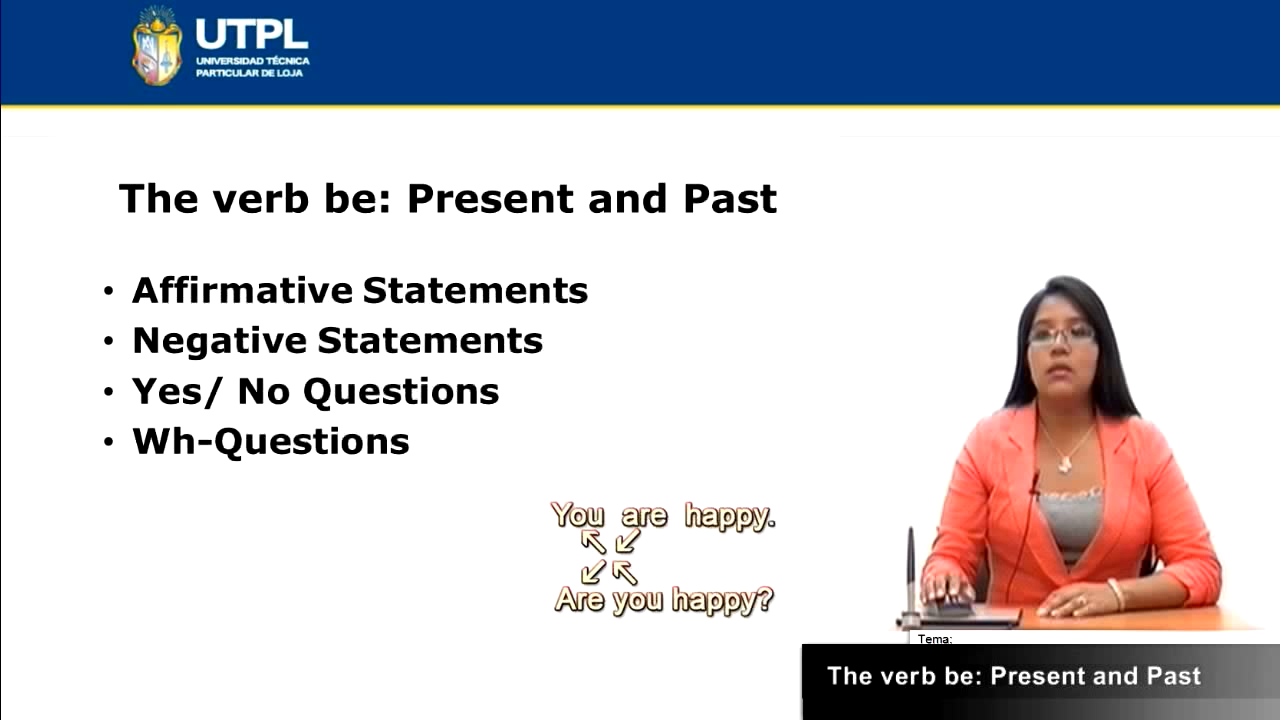 UTPL
UNIVERSIDAD TÉCNICA
PARTICULAR DE LOJA
The verb be: Present and Past
• Affirmative Statements
• Negative Statements
• Yes/ No Questions
• Wh-Questions
You are happy.
Are you happy?
Tema:
The verb be: Present and Past